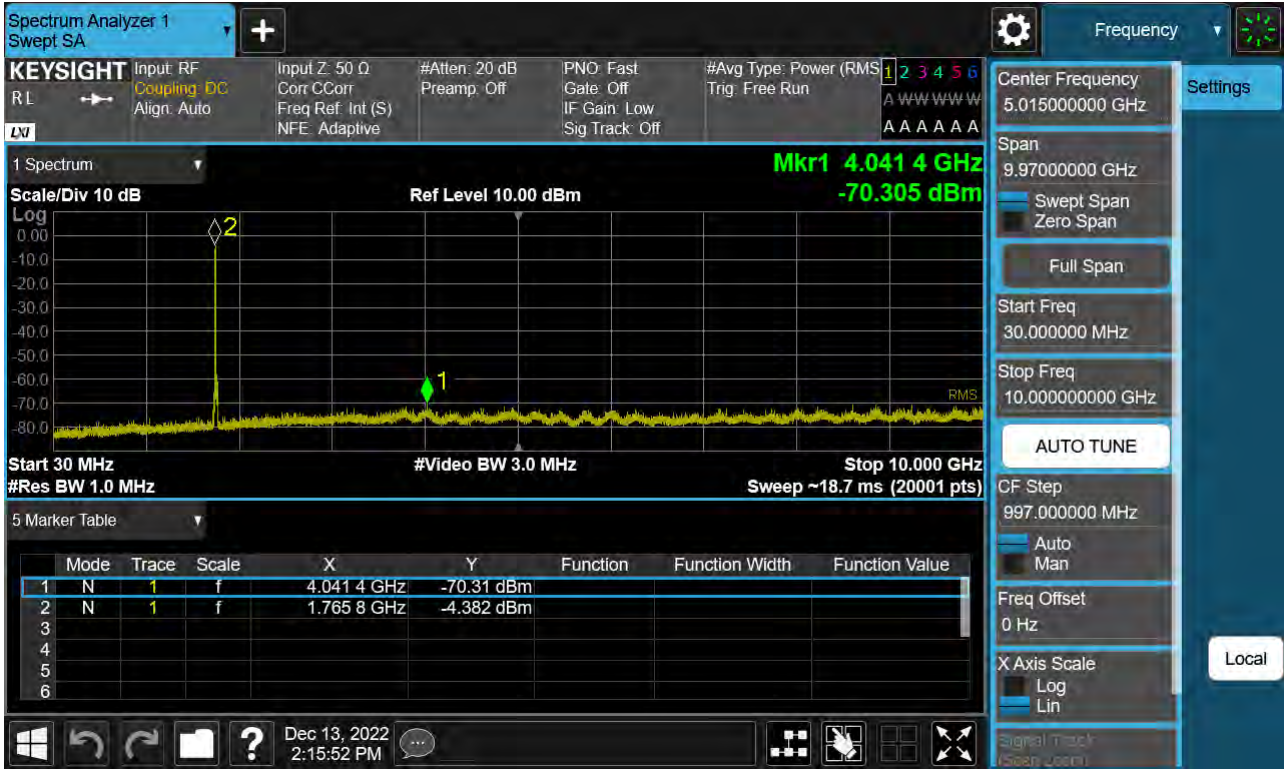 Spectrum Analyzer 1
Swept SA
Frequency
KEYSIGHT
RL
LXI
Input: RF
Coupling: DC
Align: Auto
Input Z: 50 Ω
Corr CCorr
Freq Ref: Int (S)
NFE: Adaptive
#Atten: 20 dB
Preamp: Off
PNO: Fast
Gate: Off
IF Gain: Low
Sig Track: Off
#Avg Type: Power (RMS
Trig: Free Run
1 2 3 4 5 6
A W W W W W
A A A A A A
1 Spectrum
Scale/Div 10 dB
Ref Level 10.00 dBm
Mkr1 4.041 4 GHz
-70.305 dBm
Log
0.00
-10.0
-20.0
-30.0
-40.0
-50.0
-60.0
-70.0
-80.0
2
1
RMS
Start 30 MHz
#Video BW 3.0 MHz
Stop 10.000 GHz
#Res BW 1.0 MHz
Sweep ~18.7 ms (20001 pts)
5 Marker Table
Mode Trace Scale X Y Function Function Width Function Value
1 N 1 f 4.041 4 GHz -70.31 dBm
2 N 1 f 1.765 8 GHz -4.382 dBm
3
4
5
6
Dec 13, 2022
2:15:52 PM
Center Frequency
5.015000000 GHz
Span
9.97000000 GHz
Swept Span
Zero Span
Full Span
Start Freq
30.000000 MHz
Stop Freq
10.000000000 GHz
AUTO TUNE
CF Step
997.000000 MHz
Auto
Man
Freq Offset
0 Hz
X Axis Scale
Log
Lin
Signal Track
(Span Zoom)
Settings
Local